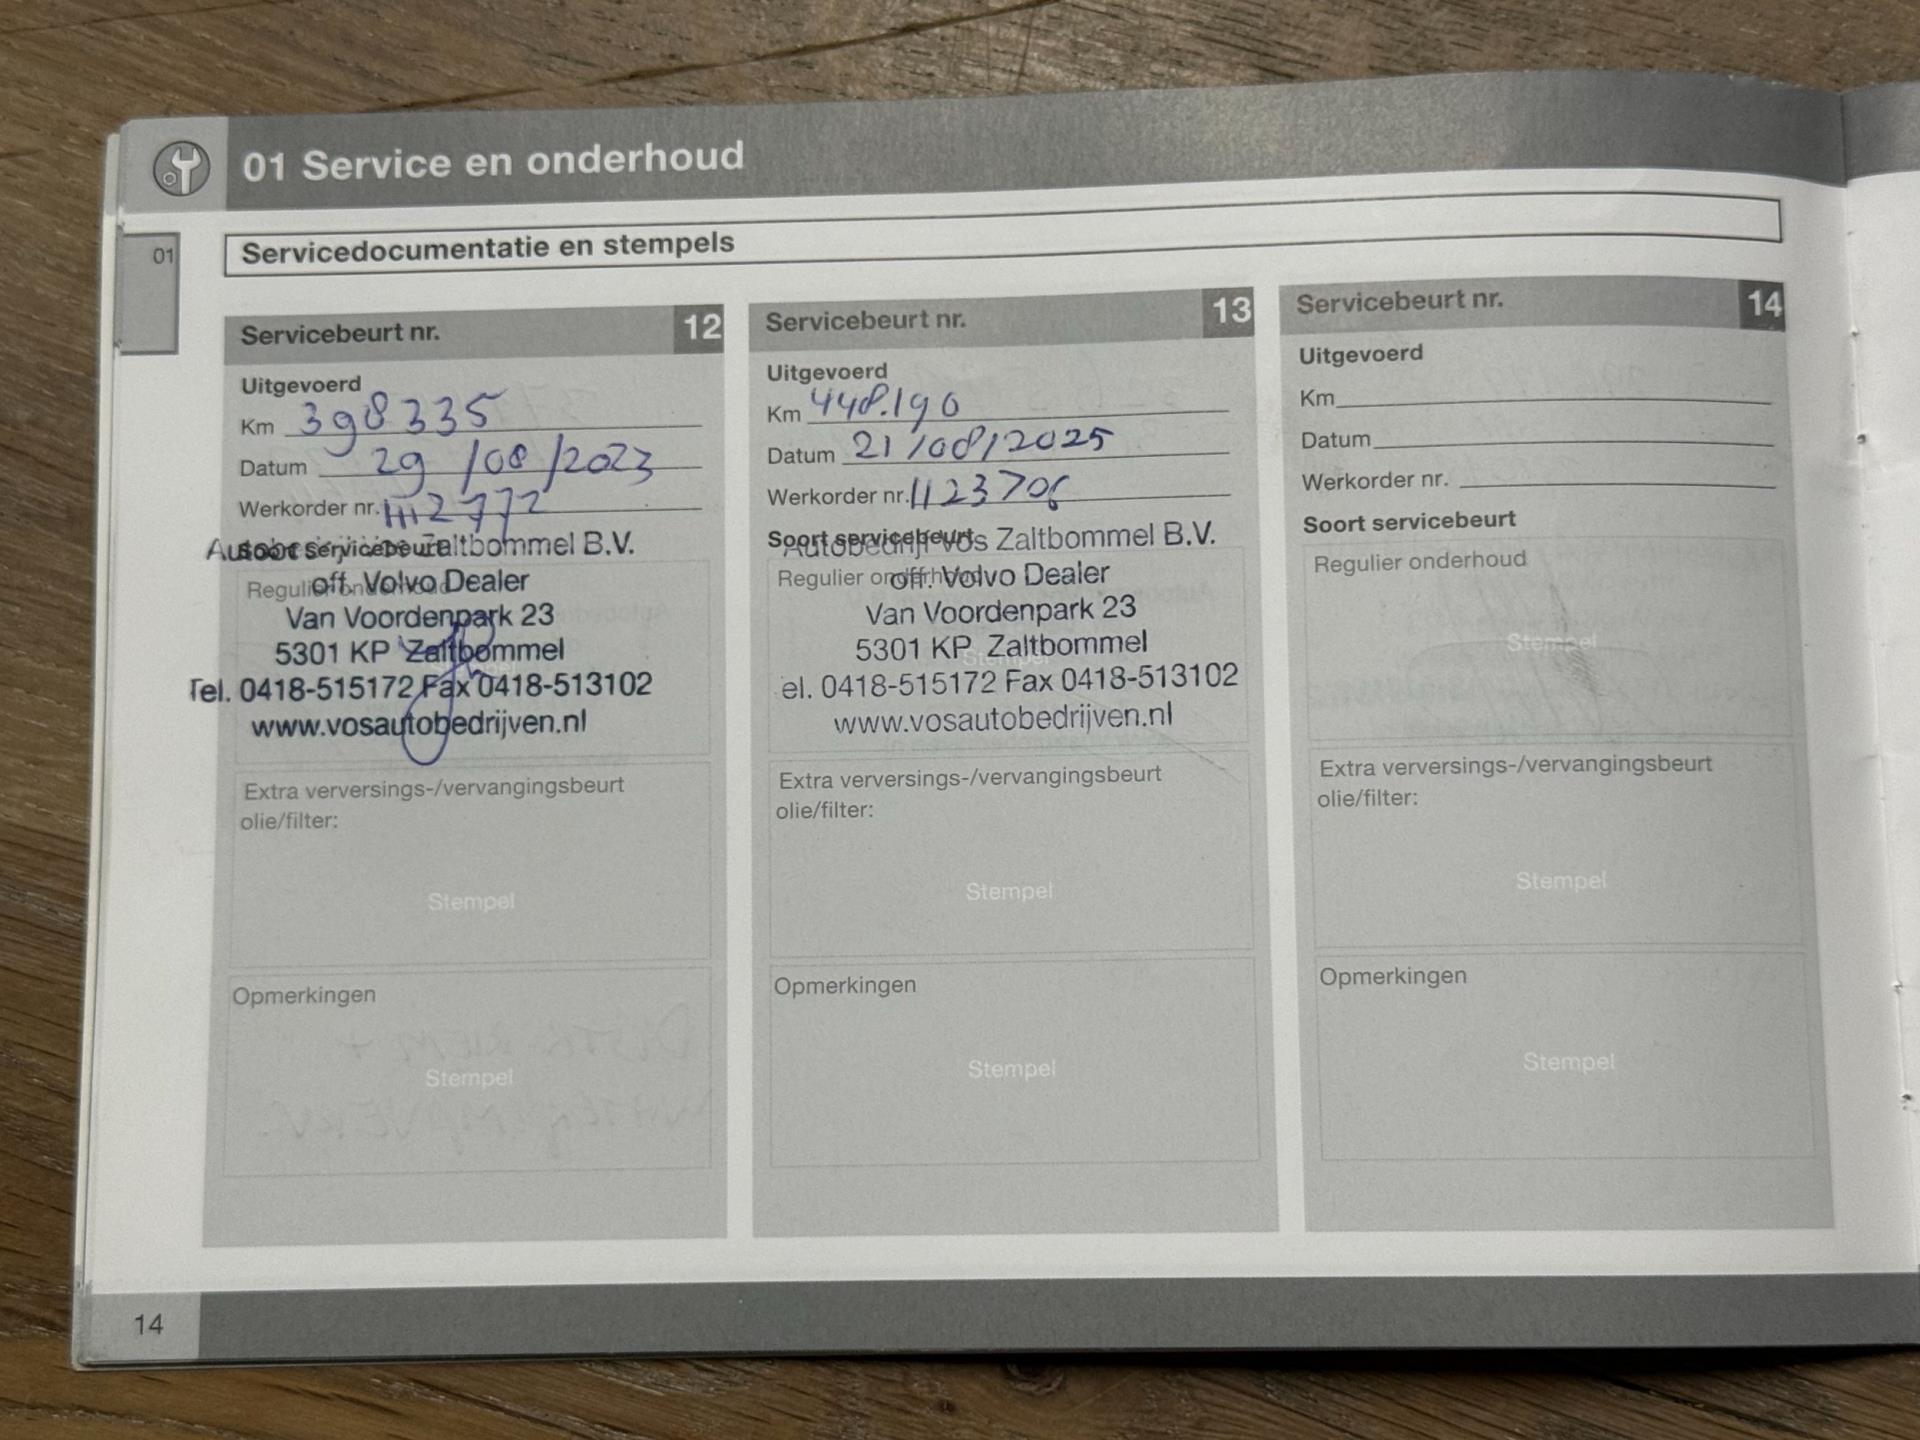 01 Service en onderhoud
01
Servicedocumentatie en stempels
Servicebeurt nr. 12
Uitgevoerd
Km 398335
Datum 29/08/2023
Werkorder nr.
Soort servicebeurt
Zaltbommel B.V.
Regulier onderhoud
off. Volvo Dealer
Van Voordenpark 23
5301 KP Zaltbommel
Tel. 0418-515172 Fax 0418-513102
www.vosautobedrijven.nl
Extra verversings-/vervangingsbeurt
olie/filter:
Stempel
Opmerkingen
Stempel
Servicebeurt nr. 13
Uitgevoerd
Km 448.190
Datum 21/08/2025
Werkorder nr. 1123706
Soort servicebeurt
Autobedrijf Vos Zaltbommel B.V.
Regulier onderhoud
off. Volvo Dealer
Van Voordenpark 23
5301 KP Zaltbommel
Stempel
el. 0418-515172 Fax 0418-513102
www.vosautobedrijven.nl
Extra verversings-/vervangingsbeurt
olie/filter:
Stempel
Opmerkingen
Stempel
Servicebeurt nr. 14
Uitgevoerd
Km
Datum
Werkorder nr.
Soort servicebeurt
Regulier onderhoud
Stempel
Extra verversings-/vervangingsbeurt
olie/filter:
Stempel
Opmerkingen
Stempel
14